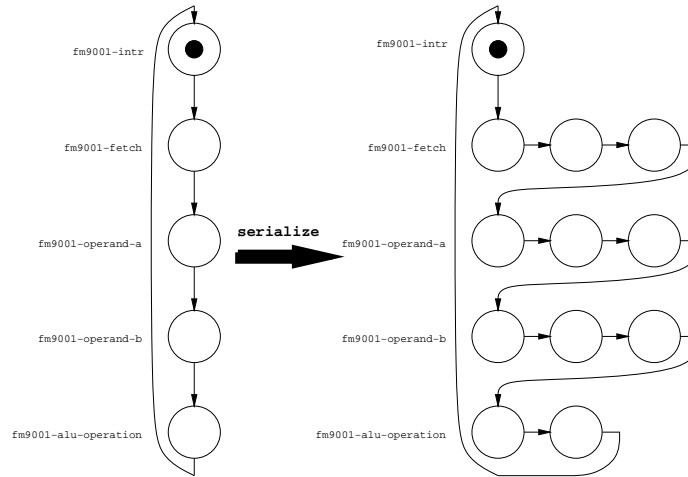 fm9001-intr
fm9001-intr
fm9001-fetch
fm9001-fetch
serialize
fm9001-operand-a
fm9001-operand-a
fm9001-operand-b
fm9001-operand-b
fm9001-alu-operation
fm9001-alu-operation